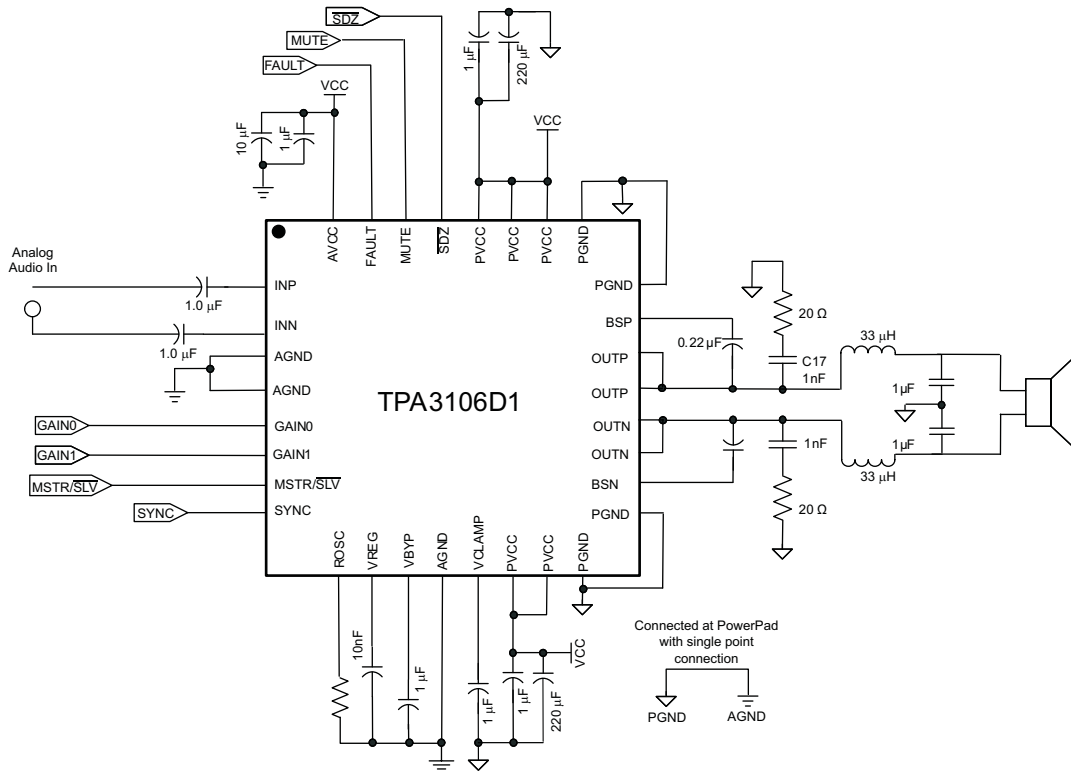 SDZ
MUTE
FAULT
VCC
10 µF
1 µF
1 µF
220 µF
VCC
Analog
Audio In
1.0 µF
1.0 µF
AVCC
FAULT
MUTE
SDZ
PVCC
PVCC
PVCC
PGND
INP
INN
AGND
AGND
GAIN0
GAIN1
MSTR/SLV
SYNC
GAIN0
GAIN1
MSTR/SLV
SYNC
TPA3106D1
PGND
BSP
OUTP
OUTP
OUTN
OUTN
BSN
PGND
ROSC
VREG
VBYP
AGND
VCLAMP
PVCC
PVCC
PGND
0.22 µF
20 Ω
C17
1nF
33 µH
1µF
1µF
1nF
33 µH
20 Ω
10nF
1 µF
1 µF
1 µF
220 µF
VCC
Connected at PowerPad
with single point
connection
PGND
AGND